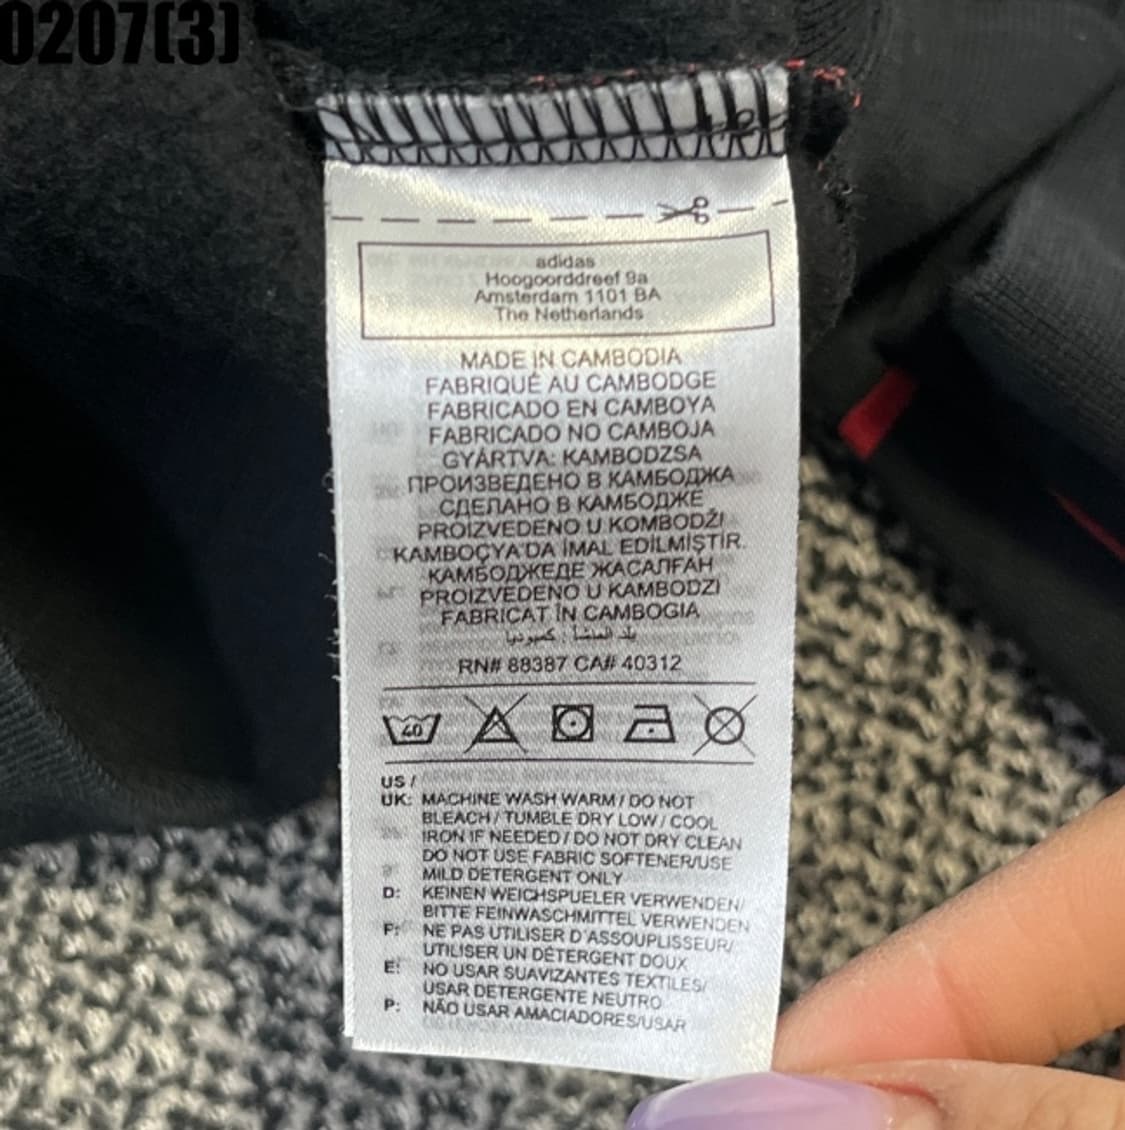 0207(3)
adidas
Hoogoorddreef 9a
Amsterdam 1101 BA
The Netherlands
MADE IN CAMBODIA
FABRIQUÉ AU CAMBODGE
FABRICADO EN CAMBOYA
FABRICADO NO CAMBOJA
GYÁRTVA: KAMBODZSA
ПРОИЗВЕДЕНО В КАМБОДЖА
СДЕЛАНО В КАМБОДЖЕ
PROIZVEDENO U KOMBODŽI
KAMBOÇYA'DA İMAL EDİLMİŞTİR.
КАМБОДЖЕДЕ ЖАСАЛҒАН
PROIZVEDENO U KAMBODZI
FABRICAT ÎN CAMBOGIA
بلد المنشأ : كمبوديا
RN# 88387 CA# 40312
40
US /
UK: MACHINE WASH WARM / DO NOT
BLEACH / TUMBLE DRY LOW / COOL
IRON IF NEEDED / DO NOT DRY CLEAN
DO NOT USE FABRIC SOFTENER/USE
MILD DETERGENT ONLY
D: KEINEN WEICHSPUELER VERWENDEN/
BITTE FEINWASCHMITTEL VERWENDEN
F: NE PAS UTILISER D'ASSOUPLISSEUR/
UTILISER UN DÉTERGENT DOUX
E: NO USAR SUAVIZANTES TEXTILES/
USAR DETERGENTE NEUTRO
P: NÃO USAR AMACIADORES/USAR